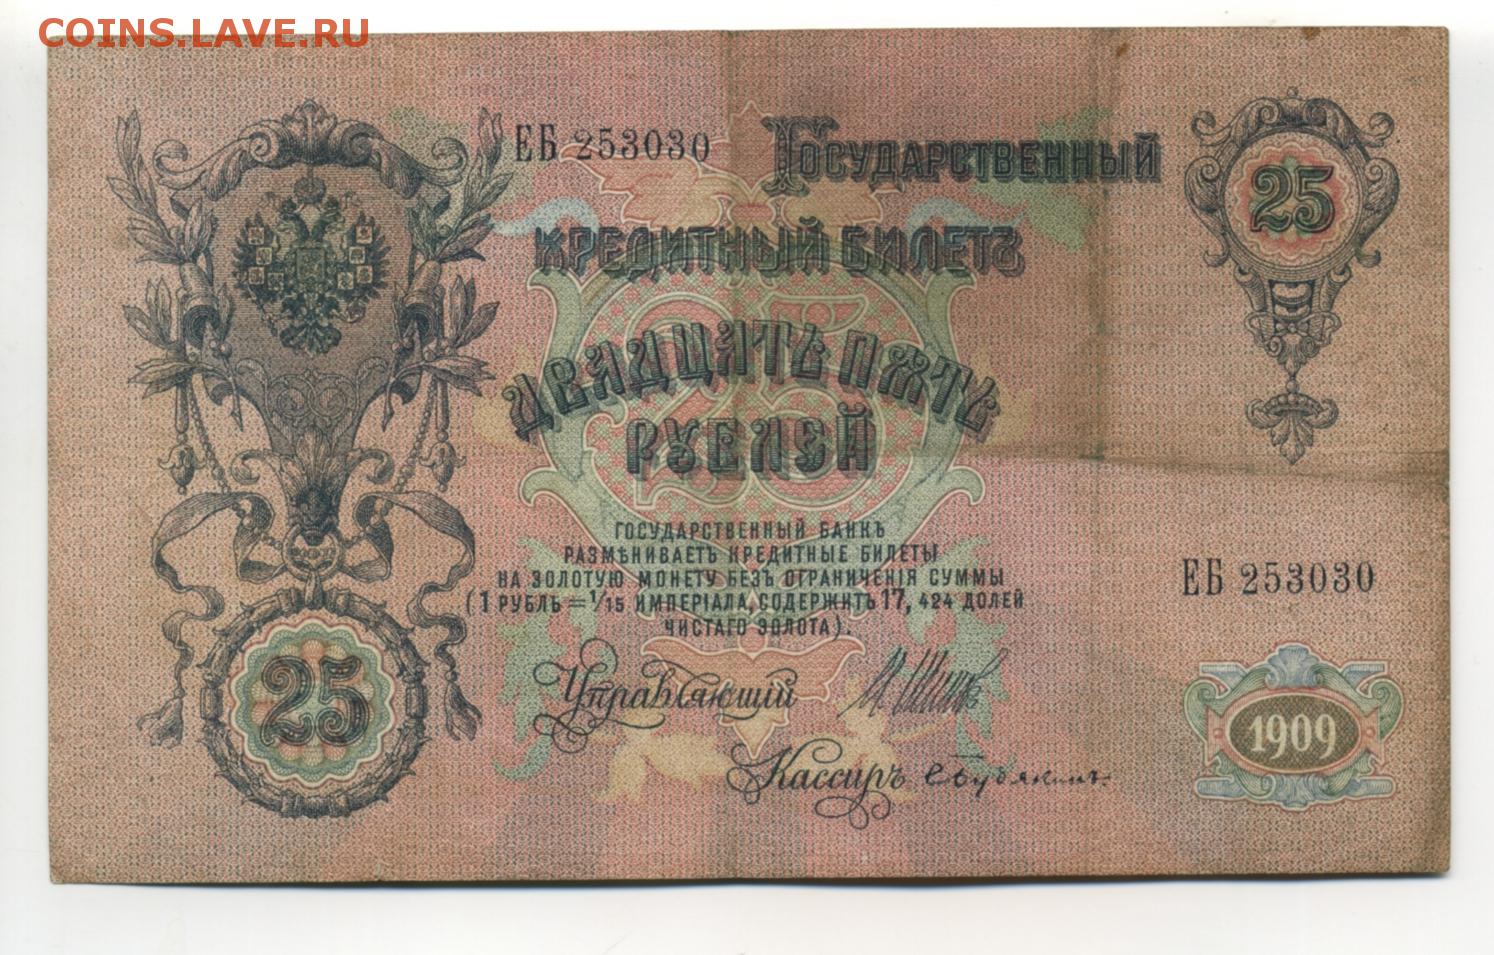 COINS.LAVE.RU
ЕБ 253030
Государственный
25
Кредитный Билетъ
Двадцать пять
рублей
Государственный Банкъ
размѣниваетъ кредитные билеты
на золотую монету безъ ограниченія суммы
(1 рубль = 1/15 имперіала, содержитъ 17,424 долей
чистаго золота).
ЕБ 253030
25
Управляющій
Кассиръ
1909